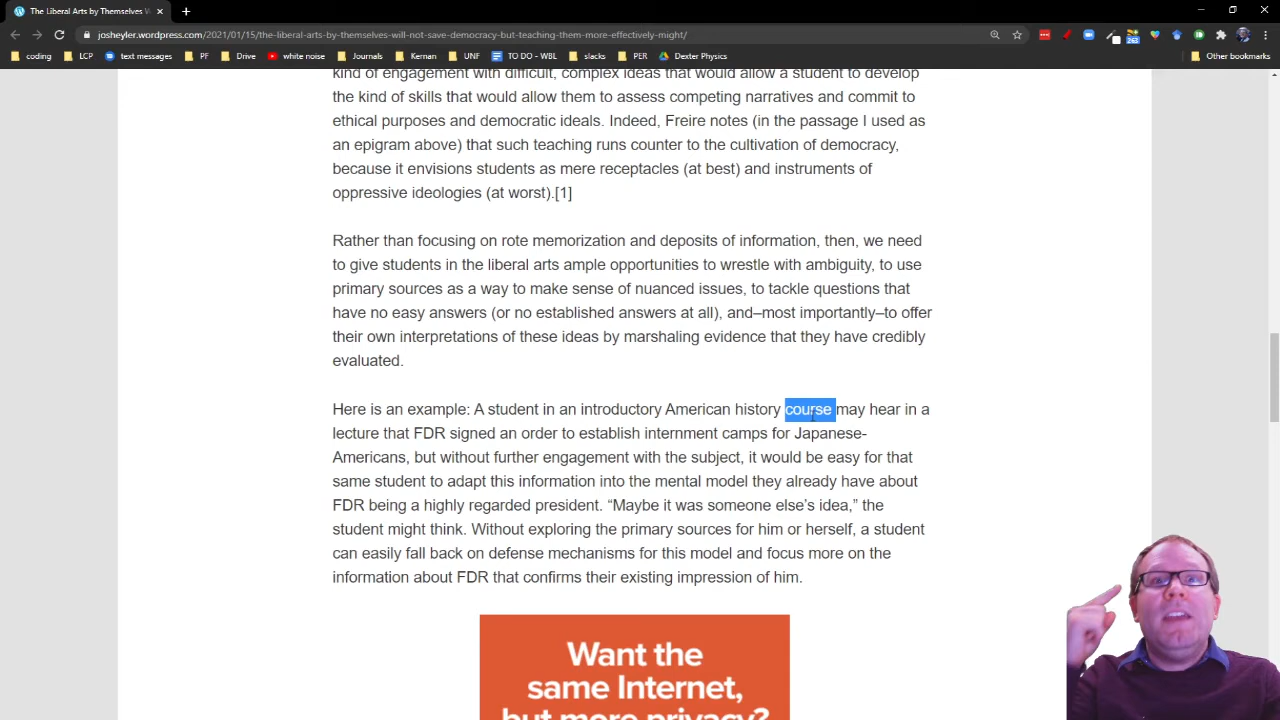 The Liberal Arts by Themselves W
josheyler.wordpress.com/2021/01/15/the-liberal-arts-by-themselves-will-not-save-democracy-but-teaching-them-more-effectively-might/
coding LCP text messages PF Drive white noise Journals Kernan UNF TO DO - WBL slacks PER Dexter Physics Other bookmarks
kind of engagement with difficult, complex ideas that would allow a student to develop
the kind of skills that would allow them to assess competing narratives and commit to
ethical purposes and democratic ideals. Indeed, Freire notes (in the passage I used as
an epigram above) that such teaching runs counter to the cultivation of democracy,
because it envisions students as mere receptacles (at best) and instruments of
oppressive ideologies (at worst).[1]
Rather than focusing on rote memorization and deposits of information, then, we need
to give students in the liberal arts ample opportunities to wrestle with ambiguity, to use
primary sources as a way to make sense of nuanced issues, to tackle questions that
have no easy answers (or no established answers at all), and–most importantly–to offer
their own interpretations of these ideas by marshaling evidence that they have credibly
evaluated.
Here is an example: A student in an introductory American history course may hear in a
lecture that FDR signed an order to establish internment camps for Japanese-
Americans, but without further engagement with the subject, it would be easy for that
same student to adapt this information into the mental model they already have about
FDR being a highly regarded president. “Maybe it was someone else’s idea,” the
student might think. Without exploring the primary sources for him or herself, a student
can easily fall back on defense mechanisms for this model and focus more on the
information about FDR that confirms their existing impression of him.
Want the
same Internet,
but more privacy?